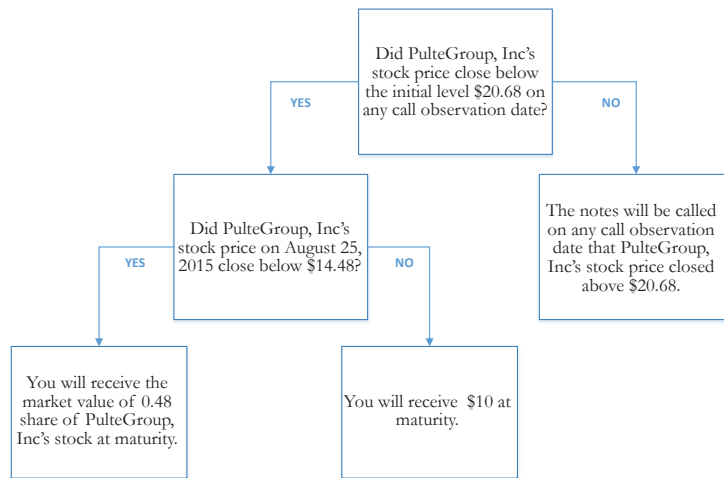 Did PulteGroup, Inc's
stock price close below
the initial level $20.68 on
any call observation date?
YES
NO
Did PulteGroup, Inc's
stock price on August 25,
2015 close below $14.48?
The notes will be called
on any call observation
date that PulteGroup,
Inc's stock price closed
above $20.68.
YES
NO
You will receive the
market value of 0.48
share of PulteGroup,
Inc's stock at maturity.
You will receive $10 at
maturity.